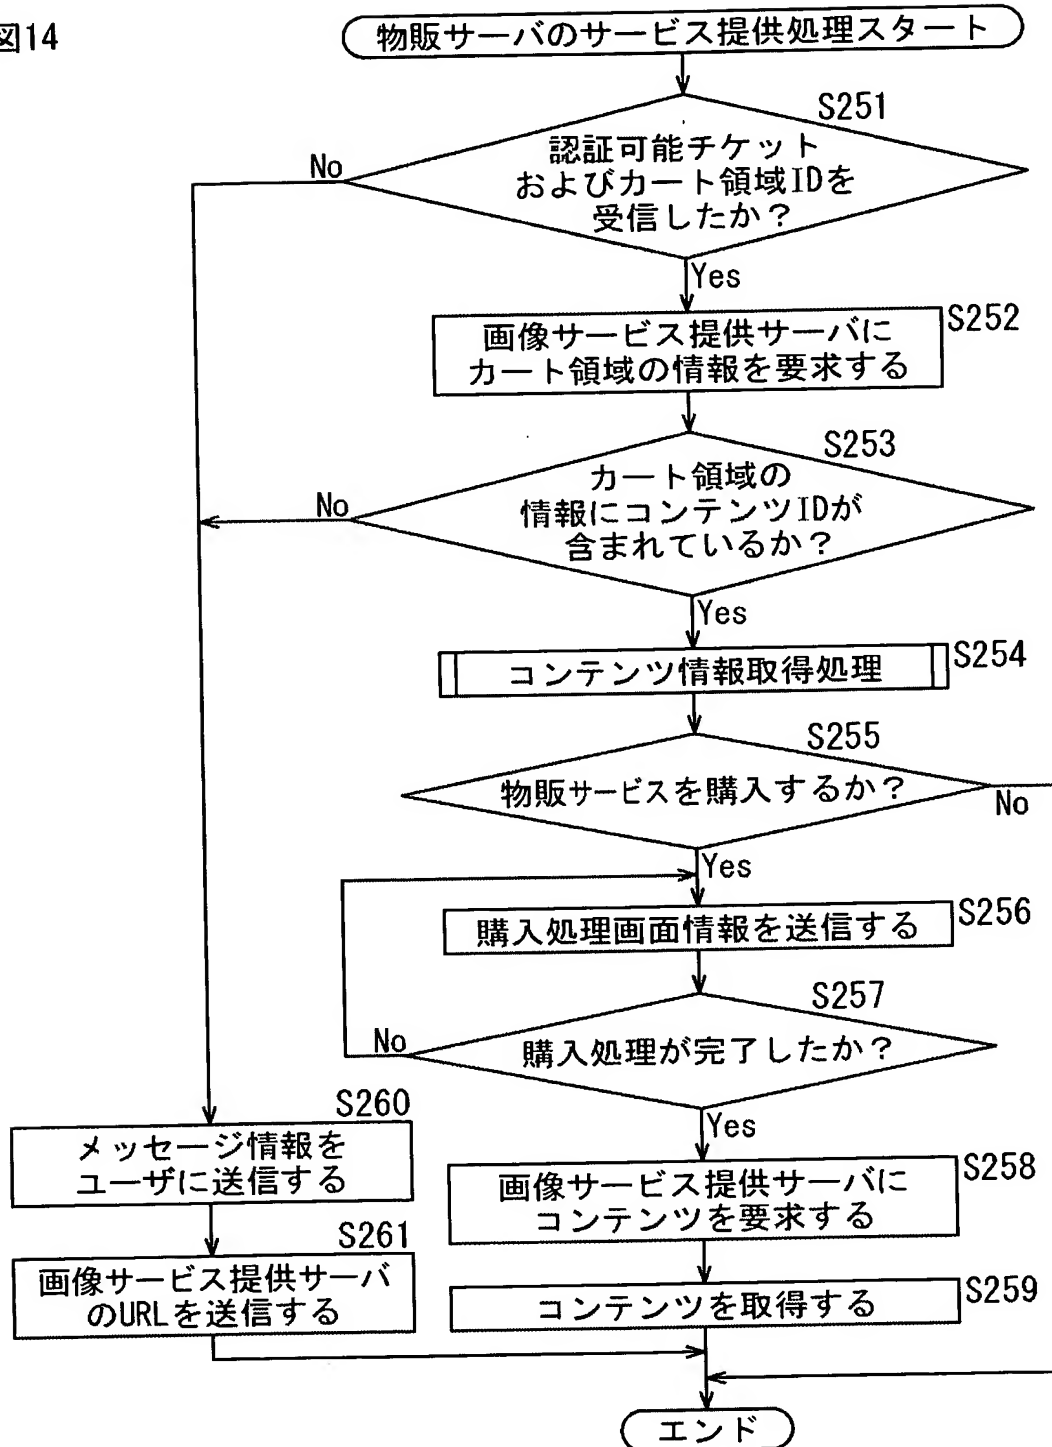 図14
物販サーバのサービス提供処理スタート
S251
認証可能チケット
およびカート領域IDを
受信したか？
No
Yes
S252
画像サービス提供サーバに
カート領域の情報を要求する
S253
カート領域の
情報にコンテンツIDが
含まれているか？
No
Yes
S254
コンテンツ情報取得処理
S255
物販サービスを購入するか？
No
Yes
S256
購入処理画面情報を送信する
S257
購入処理が完了したか？
No
Yes
S260
メッセージ情報を
ユーザに送信する
S258
画像サービス提供サーバに
コンテンツを要求する
S261
画像サービス提供サーバ
のURLを送信する
S259
コンテンツを取得する
エンド